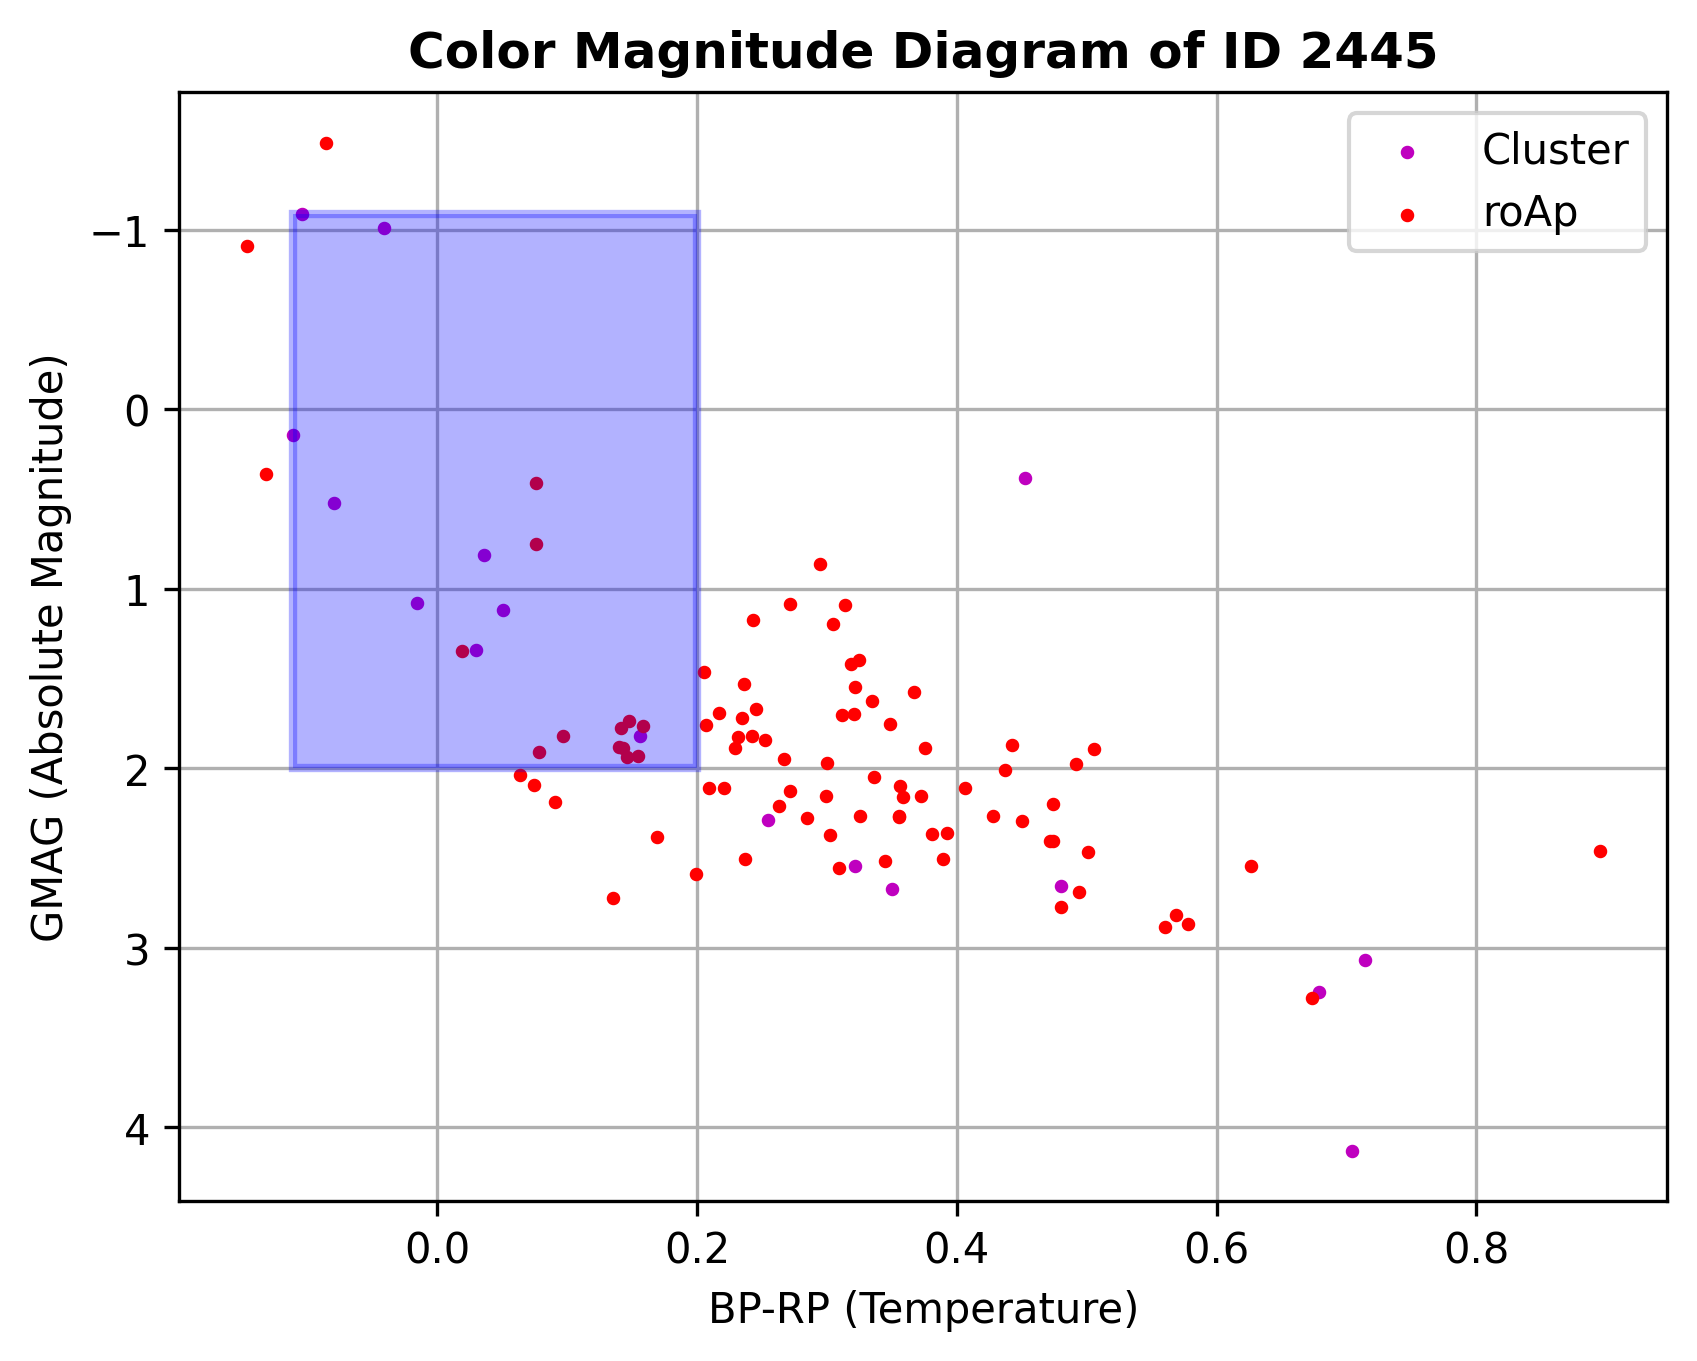 Color Magnitude Diagram of ID 2445
Cluster
roAp
−1
0
1
2
3
4
GMAG (Absolute Magnitude)
0.0 0.2 0.4 0.6 0.8
BP-RP (Temperature)